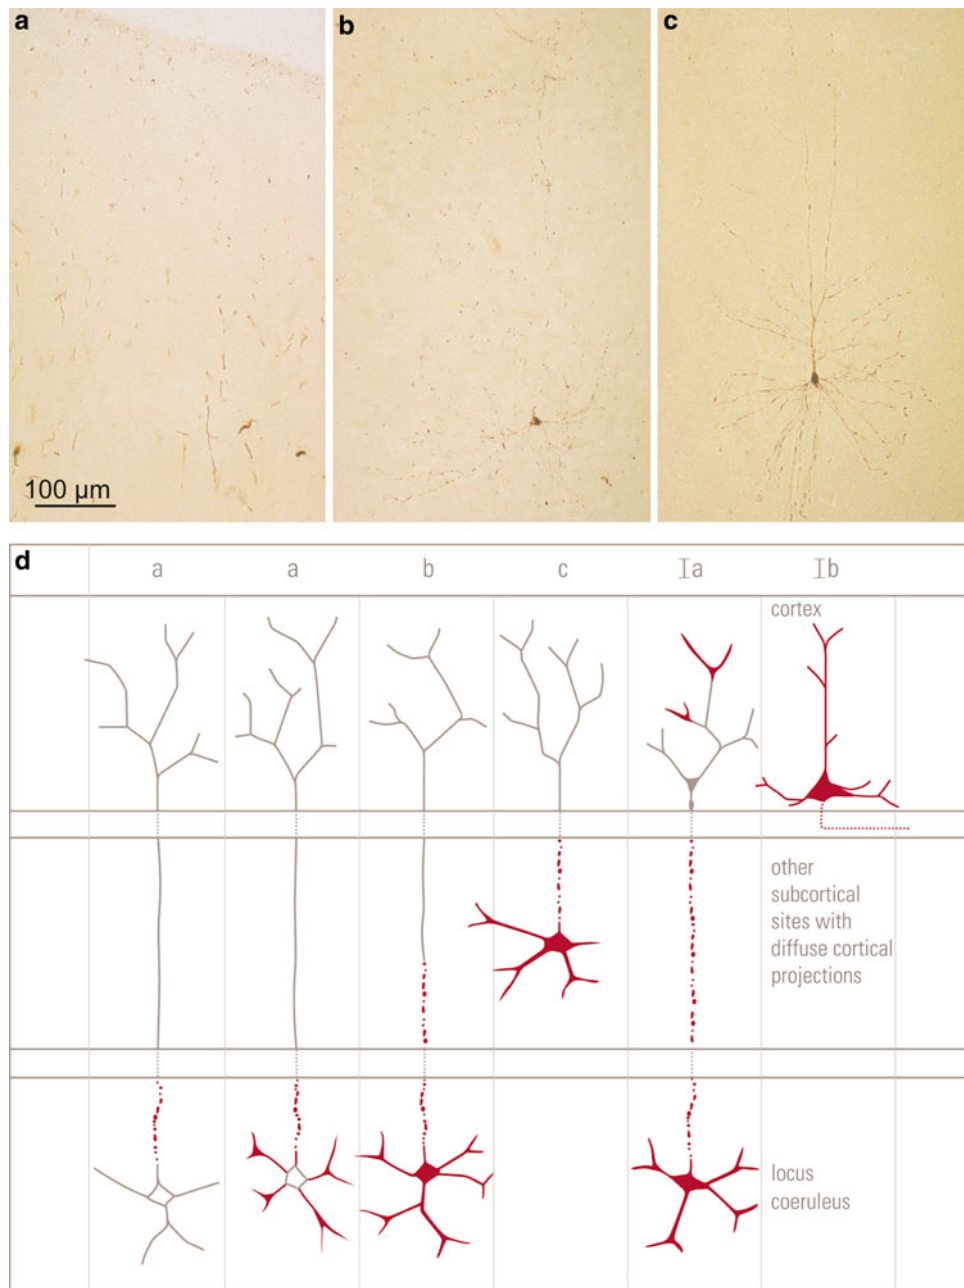 a
b
c
100 µm
d
a
a
b
c
Ia
Ib
cortex
other
subcortical
sites with
diffuse cortical
projections
locus
coeruleus